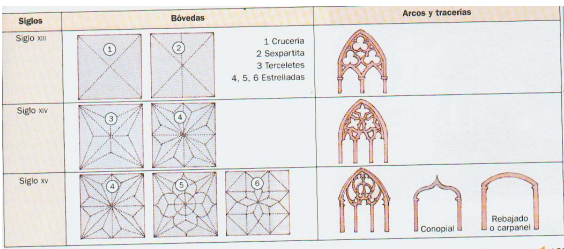 Siglos
Bóvedas
Arcos y tracerías
Siglo XIII
1
2
1 Crucería
2 Sexpartita
3 Terceletes
4, 5, 6 Estrelladas
Siglo XIV
3
4
Siglo XV
4
5
6
Conopial
Rebajado
o carpanel